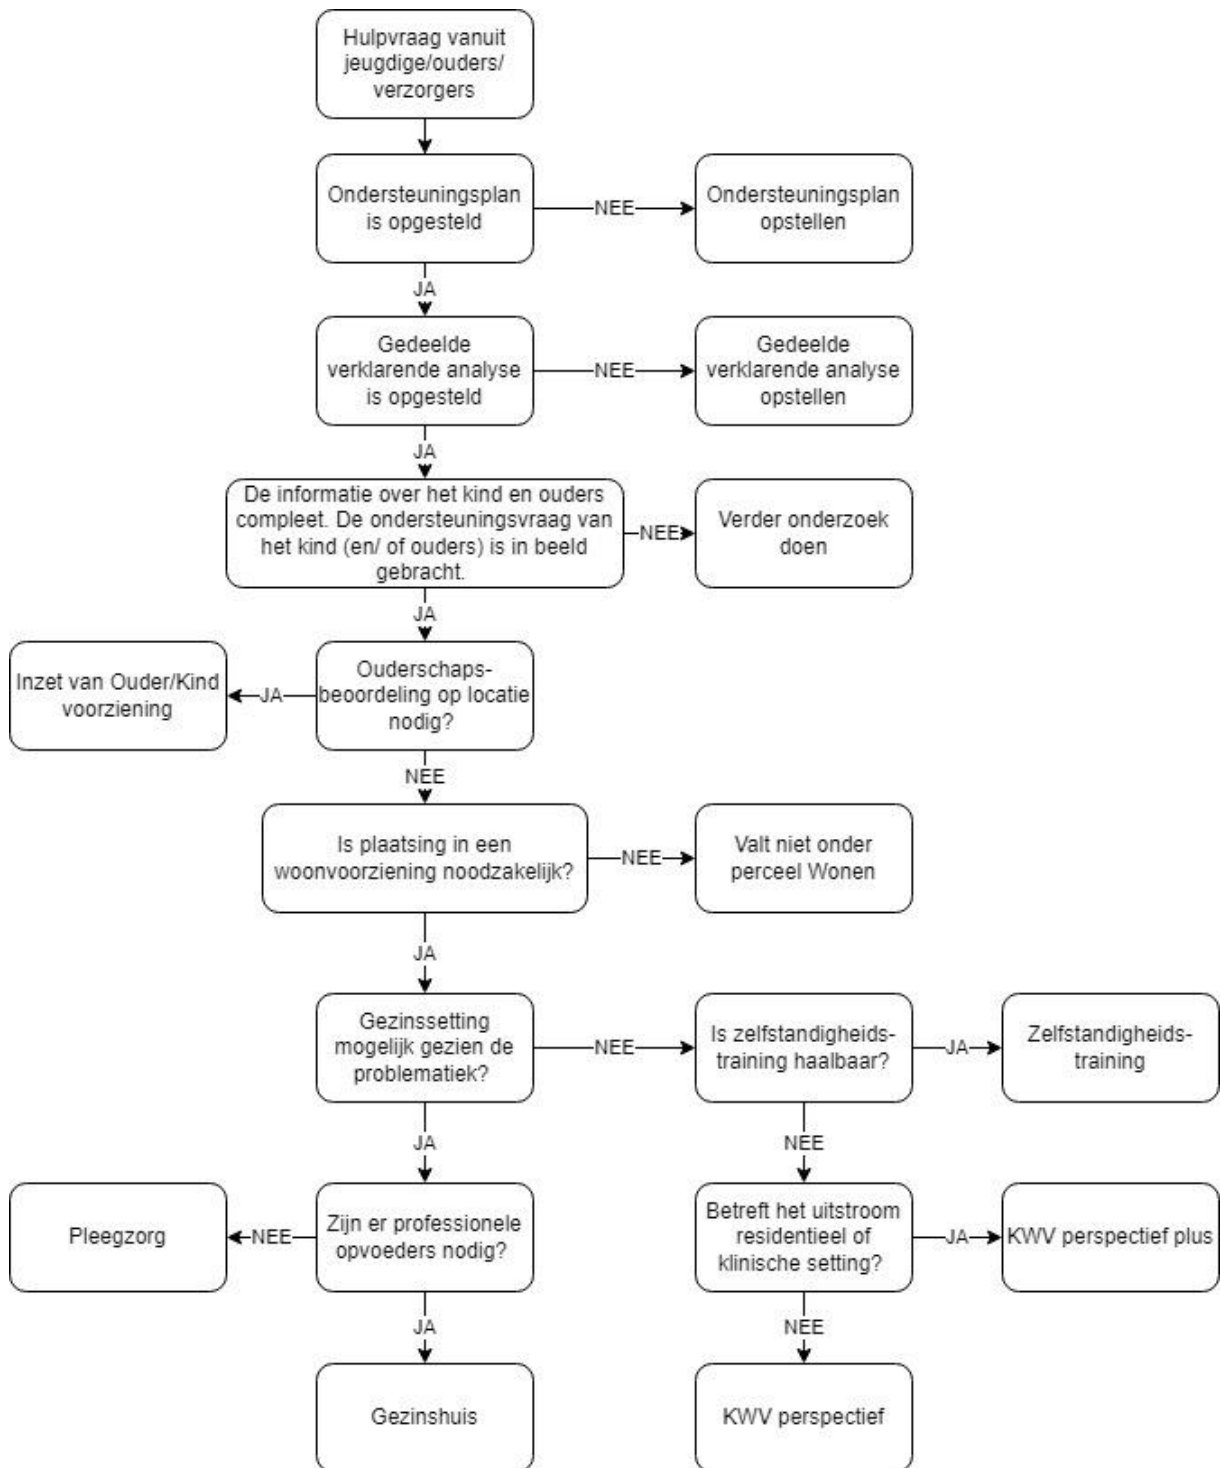 Hulpvraag vanuit
jeugdige/ouders/
verzorgers
Ondersteuningsplan
is opgesteld
NEE
Ondersteuningsplan
opstellen
JA
Gedeelde
verklarende analyse
is opgesteld
NEE
Gedeelde
verklarende analyse
opstellen
JA
De informatie over het kind en ouders
compleet. De ondersteuningsvraag van
het kind (en/ of ouders) is in beeld
gebracht.
NEE
Verder onderzoek
doen
JA
Inzet van Ouder/Kind
voorziening
JA
Ouderschaps-
beoordeling op locatie
nodig?
NEE
Is plaatsing in een
woonvoorziening noodzakelijk?
NEE
Valt niet onder
perceel Wonen
JA
Gezinssetting
mogelijk gezien de
problematiek?
NEE
Is zelfstandigheids-
training haalbaar?
JA
Zelfstandigheids-
training
JA
NEE
Pleegzorg
NEE
Zijn er professionele
opvoeders nodig?
Betreft het uitstroom
residentieel of
klinische setting?
JA
KWV perspectief plus
JA
NEE
Gezinshuis
KWV perspectief